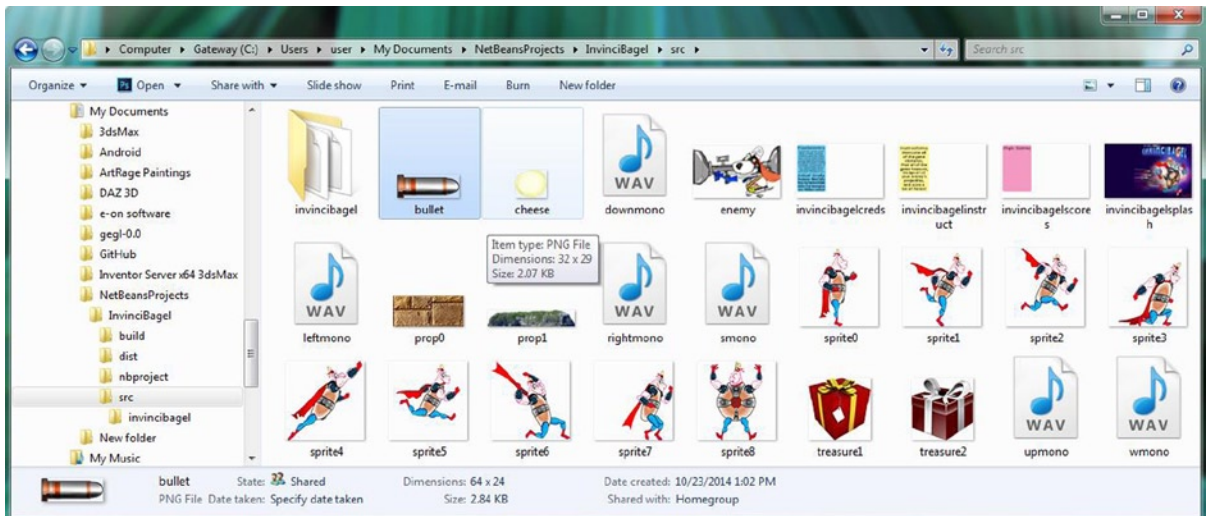 Computer ▸ Gateway (C:) ▸ Users ▸ user ▸ My Documents ▸ NetBeansProjects ▸ InvinciBagel ▸ src ▸
Search src
Organize ▾ Ps Open ▾ Share with ▾ Slide show Print E-mail Burn New folder
My Documents
3dsMax
Android
ArtRage Paintings
DAZ 3D
e-on software
gegl-0.0
GitHub
Inventor Server x64 3dsMax
NetBeansProjects
InvinciBagel
build
dist
nbproject
src
invincibagel
New folder
My Music
WAV
invincibagel bullet cheese downmono enemy invincibagelcreds invincibagelinstr
uct invincibagelscore
s invincibagelsplas
h
Item type: PNG File
Dimensions: 32 x 29
Size: 2.07 KB
WAV WAV WAV
leftmono prop0 prop1 rightmono smono sprite0 sprite1 sprite2 sprite3
WAV WAV
sprite4 sprite5 sprite6 sprite7 sprite8 treasure1 treasure2 upmono wmono
bullet State: Shared Dimensions: 64 x 24 Date created: 10/23/2014 1:02 PM
PNG File Date taken: Specify date taken Size: 2.84 KB Shared with: Homegroup